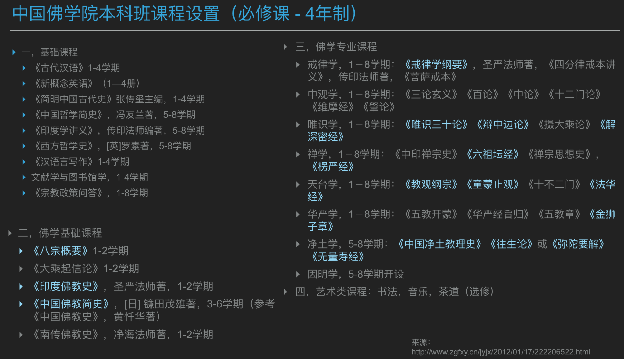 中国佛学院本科班课程设置（必修课 - 4年制）
一，基础课程
《古代汉语》1-4学期
《新概念英语》（1—4册）
《简明中国古代史》张传玺主编，1-4学期
《中国哲学简史》，冯友兰著，5-8学期
《印度学讲义》，传印法师编著，5-8学期
《西方哲学史》，[英]罗素著，5-8学期
《汉语言写作》1-4学期
文献学与图书馆学，1-4学期
《宗教政策问答》，1-8学期
二，佛学基础课程
《八宗概要》1-2学期
《大乘起信论》1-2学期
《印度佛教史》，圣严法师著，1-2学期
《中国佛教简史》，[日] 镰田茂雄著，3-6学期（参考
《中国佛教史》，黄忏华著）
《南传佛教史》，净海法师著，1-2学期
三，佛学专业课程
戒律学，1－8学期：《戒律学纲要》，圣严法师著，《四分律戒本讲
义》，传印法师著，《菩萨戒本》
中观学，1－8学期：《三论玄义》《百论》《中论》《十二门论》
《维摩经》《肇论》
唯识学，1－8学期：《唯识三十论》《辩中边论》《摄大乘论》《解
深密经》
禅学，1－8学期：《中印禅宗史》《六祖坛经》《禅宗思想史》，
《楞严经》
天台学，1－8学期：《教观纲宗》《童蒙止观》《十不二门》《法华
经》
华严学，1－8学期：《五教开蒙》《华严经旨归》《五教章》《金狮
子章》
净土学，5-8学期：《中国净土教理史》《往生论》或《弥陀要解》
《无量寿经》
因明学，5-8学期开设
四，艺术类课程：书法，音乐，茶道（选修）
来源：
http://www.zgfxy.cn/jyjx/2012/01/17/222206922.html